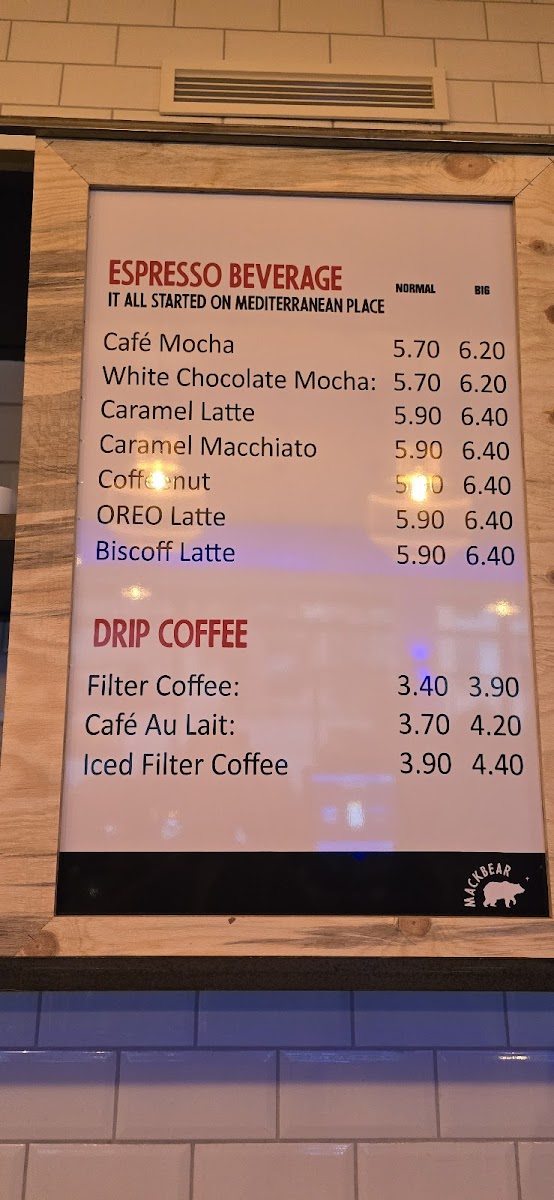 ESPRESSO BEVERAGE NORMAL BIG
IT ALL STARTED ON MEDITERRANEAN PLACE
Café Mocha 5.70 6.20
White Chocolate Mocha: 5.70 6.20
Caramel Latte 5.90 6.40
Caramel Macchiato 5.90 6.40
Coffeenut 6.40
OREO Latte 5.90 6.40
Biscoff Latte 5.90 6.40
DRIP COFFEE
Filter Coffee: 3.40 3.90
Café Au Lait: 3.70 4.20
Iced Filter Coffee 3.90 4.40
MACKBEAR